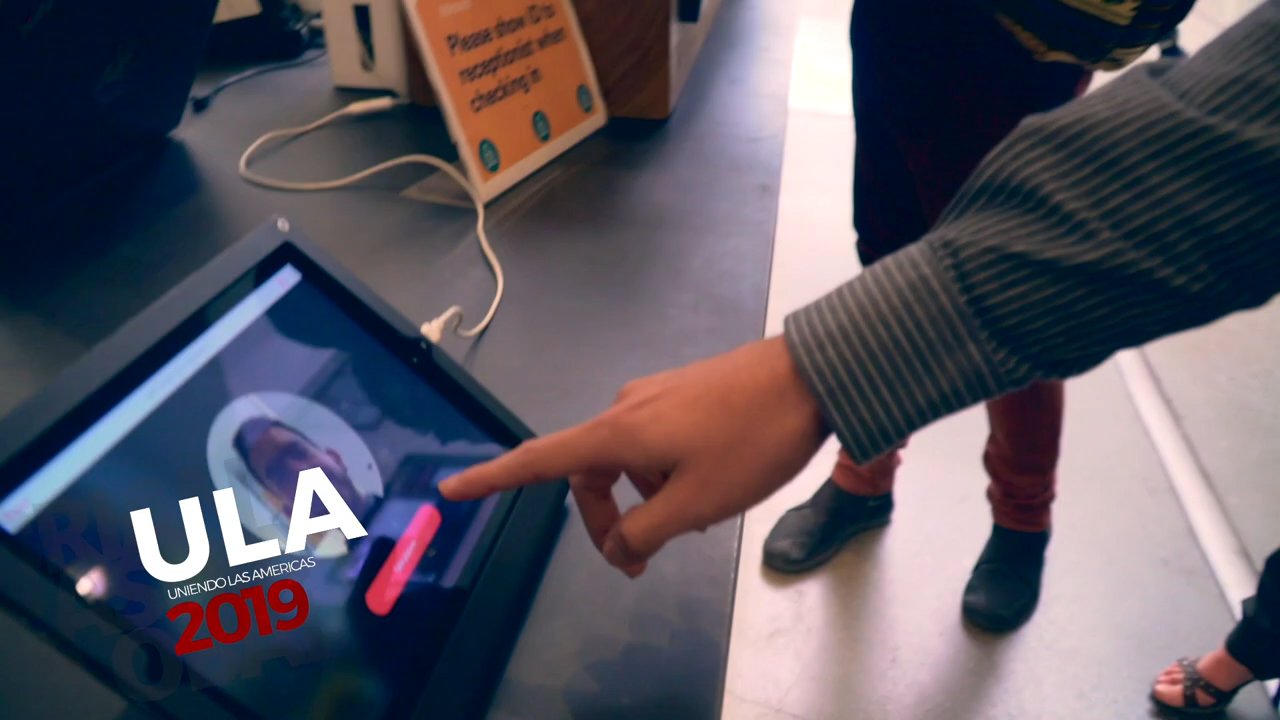 Please show ID to
receptionist when
checking in
ULA
UNIENDO LAS AMERICAS
2019